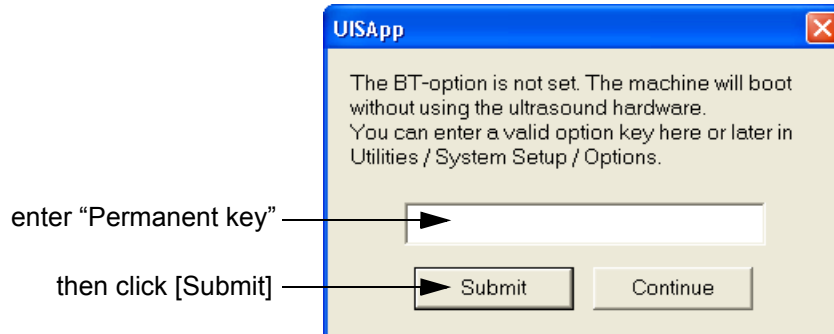 UISApp
The BT-option is not set. The machine will boot
without using the ultrasound hardware.
You can enter a valid option key here or later in
Utilities / System Setup / Options.
enter “Permanent key”
then click [Submit]
Submit
Continue